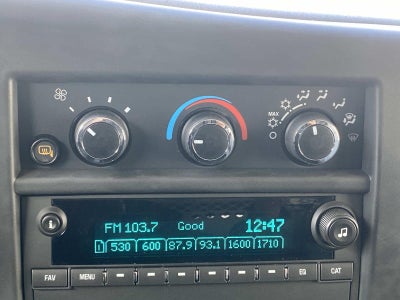 MAX
FM 103.7 Good 12:47
1 530 600 87.9 93.1 1600 1710
FAV MENU EQ CAT